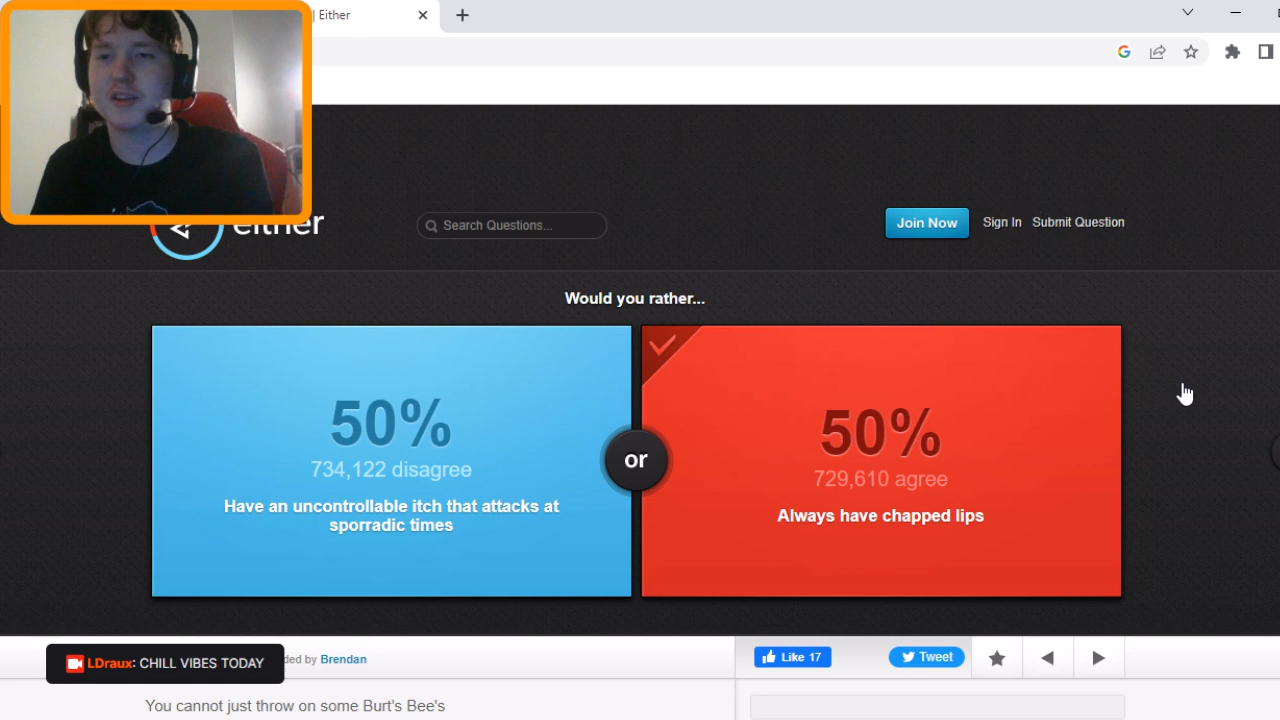 | Either
either
Search Questions...
Join Now
Sign In
Submit Question
Would you rather...
50%
734,122 disagree
Have an uncontrollable itch that attacks at
sporradic times
or
50%
729,610 agree
Always have chapped lips
LDraux: CHILL VIBES TODAY
ded by Brendan
Like 17
Tweet
You cannot just throw on some Burt's Bee's